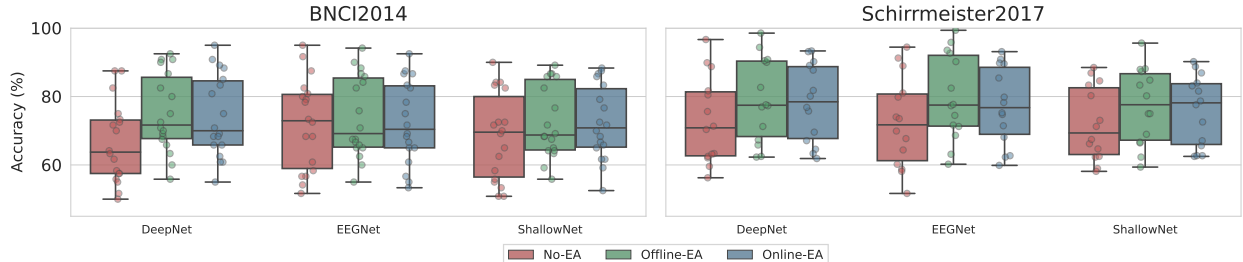 BNCI2014
Schirrmeister2017
Accuracy (%)
100
80
60
DeepNet
EEGNet
ShallowNet
DeepNet
EEGNet
ShallowNet
No-EA
Offline-EA
Online-EA